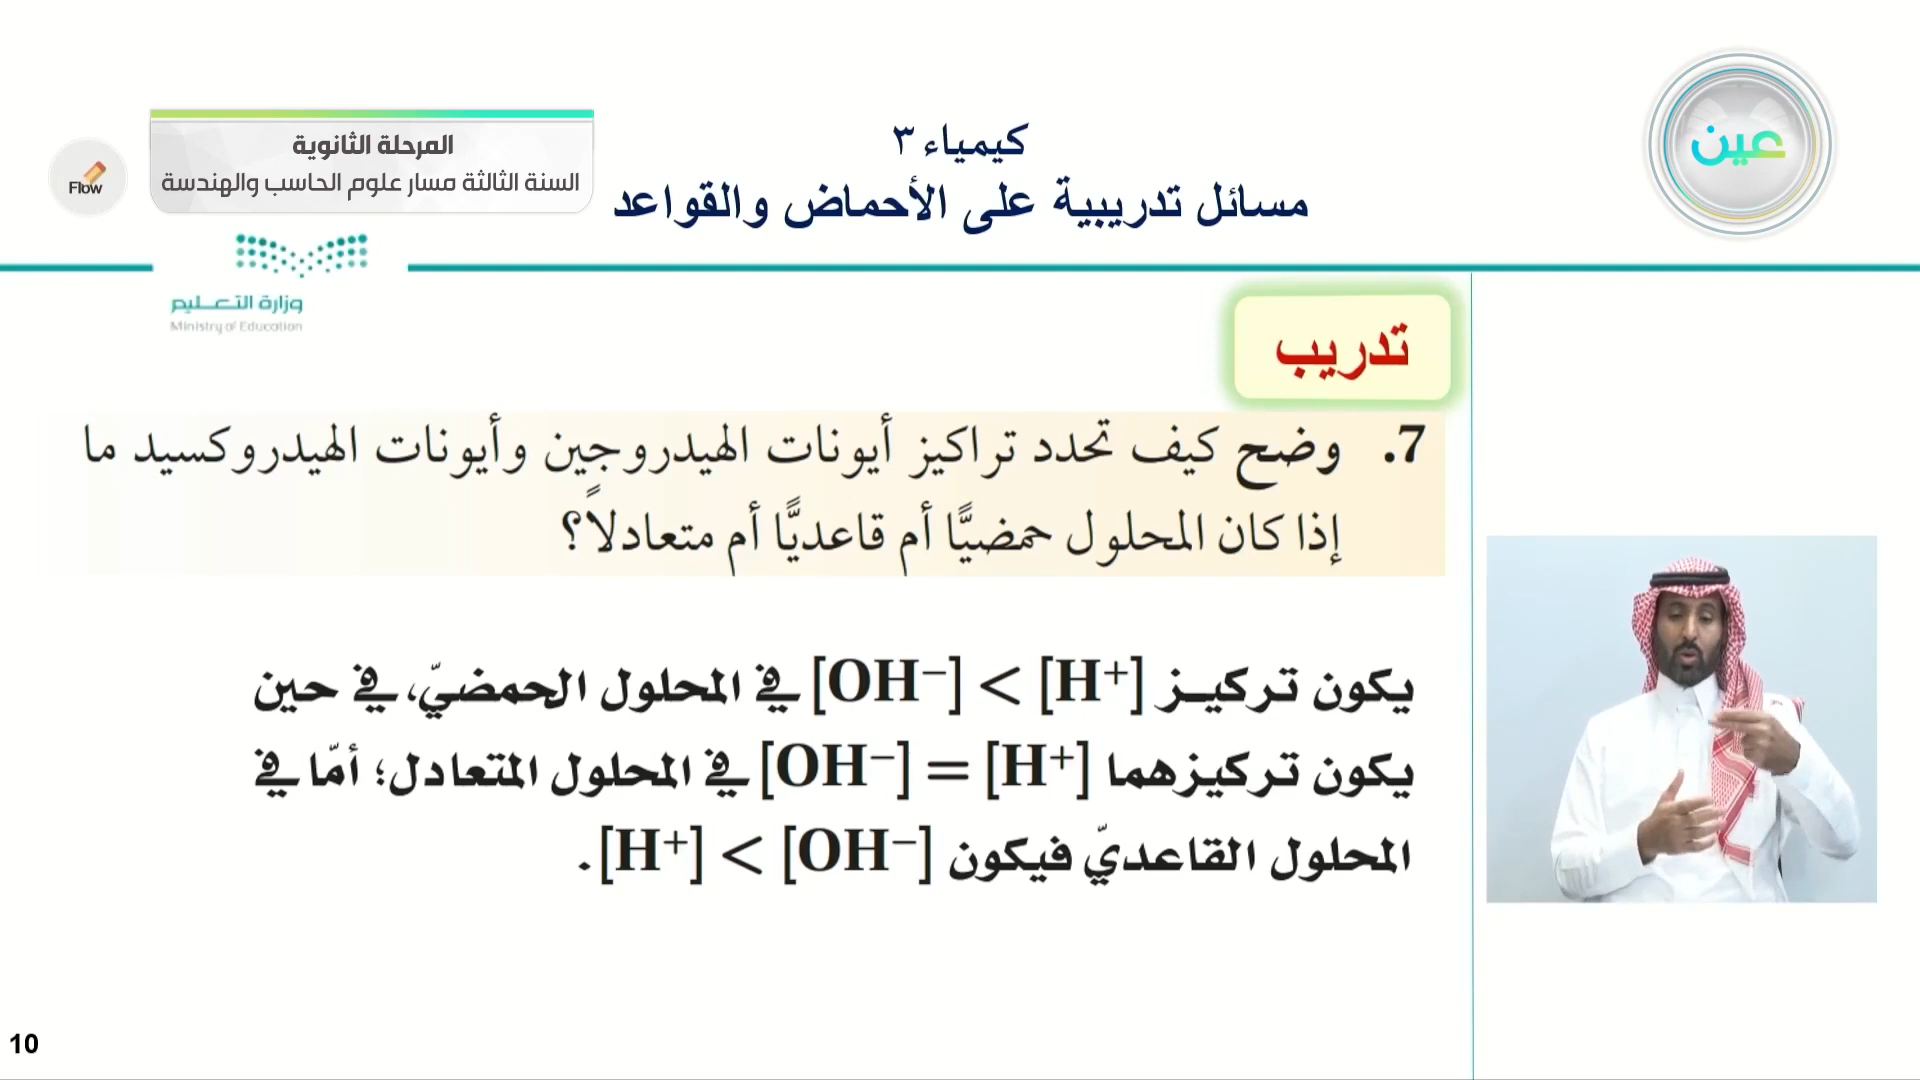 عين
كيمياء ٣
مسائل تدريبية على الأحماض والقواعد
المرحلة الثانوية
السنة الثالثة مسار علوم الحاسب والهندسة
Flow
وزارة التعليم
Ministry of Education
تدريب
7. وضح كيف تحدد تراكيز أيونات الهيدروجين وأيونات الهيدروكسيد ما
إذا كان المحلول حمضيًّا أم قاعديًّا أم متعادلاً؟
يكون تركيز [H⁺] > [OH⁻] في المحلول الحمضيّ، في حين
يكون تركيزهما [H⁺] = [OH⁻] في المحلول المتعادل؛ أمّا في
المحلول القاعديّ فيكون [OH⁻] > [H⁺].
10